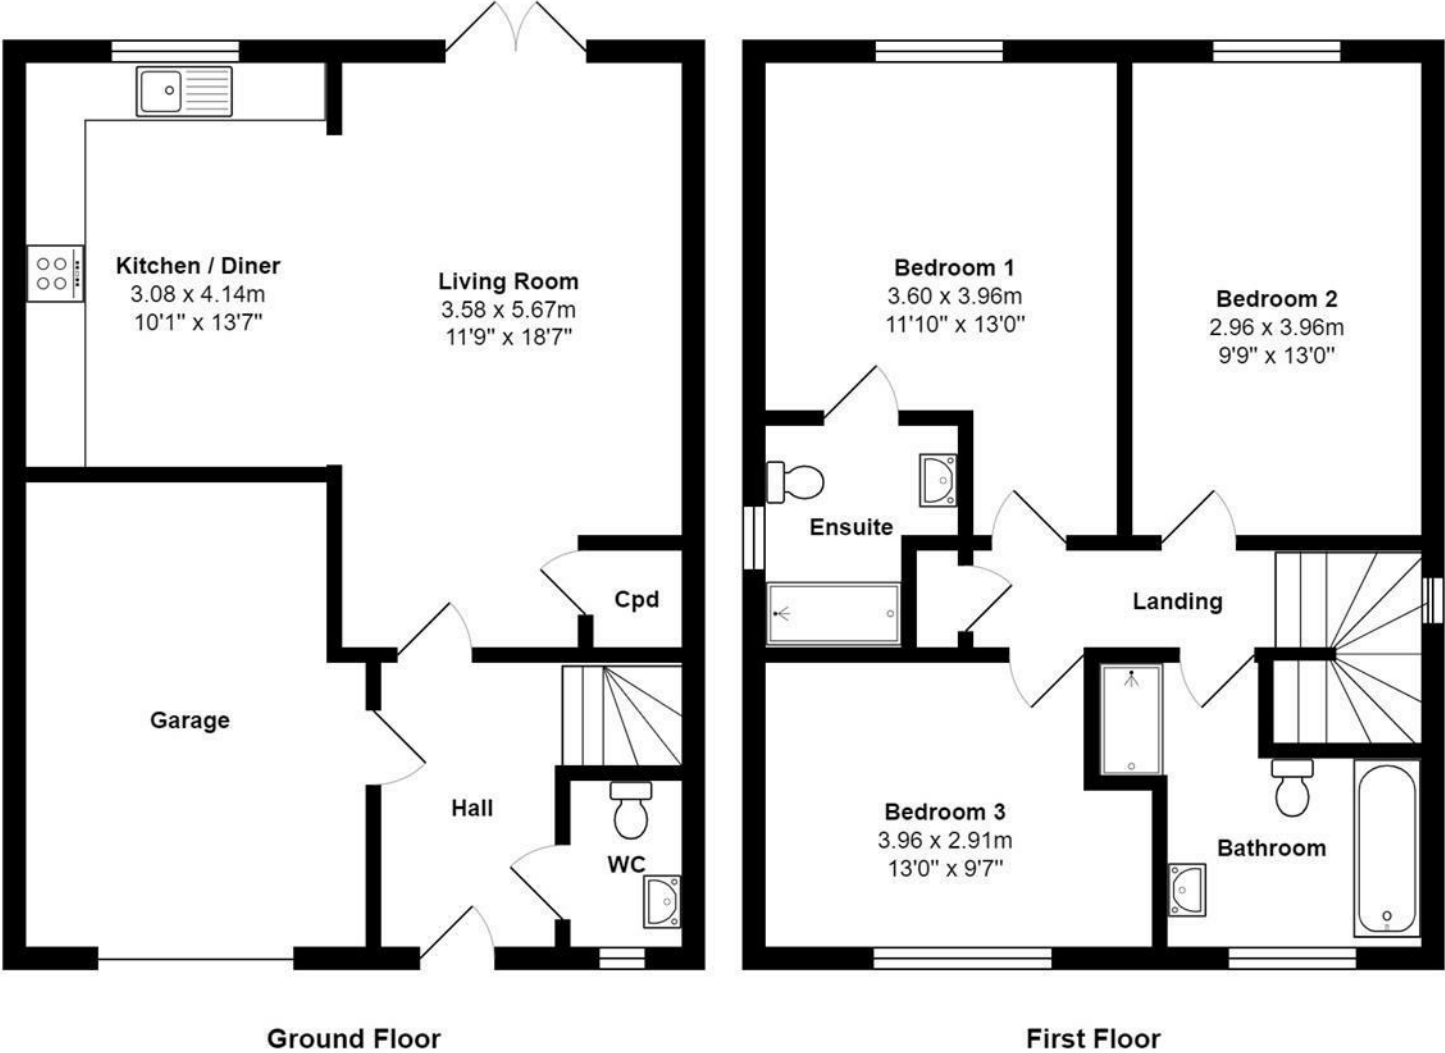 Kitchen / Diner
3.08 x 4.14m
10'1" x 13'7"
Living Room
3.58 x 5.67m
11'9" x 18'7"
Cpd
Garage
Hall
WC
Ground Floor
Bedroom 1
3.60 x 3.96m
11'10" x 13'0"
Bedroom 2
2.96 x 3.96m
9'9" x 13'0"
Ensuite
Landing
Bedroom 3
3.96 x 2.91m
13'0" x 9'7"
Bathroom
First Floor